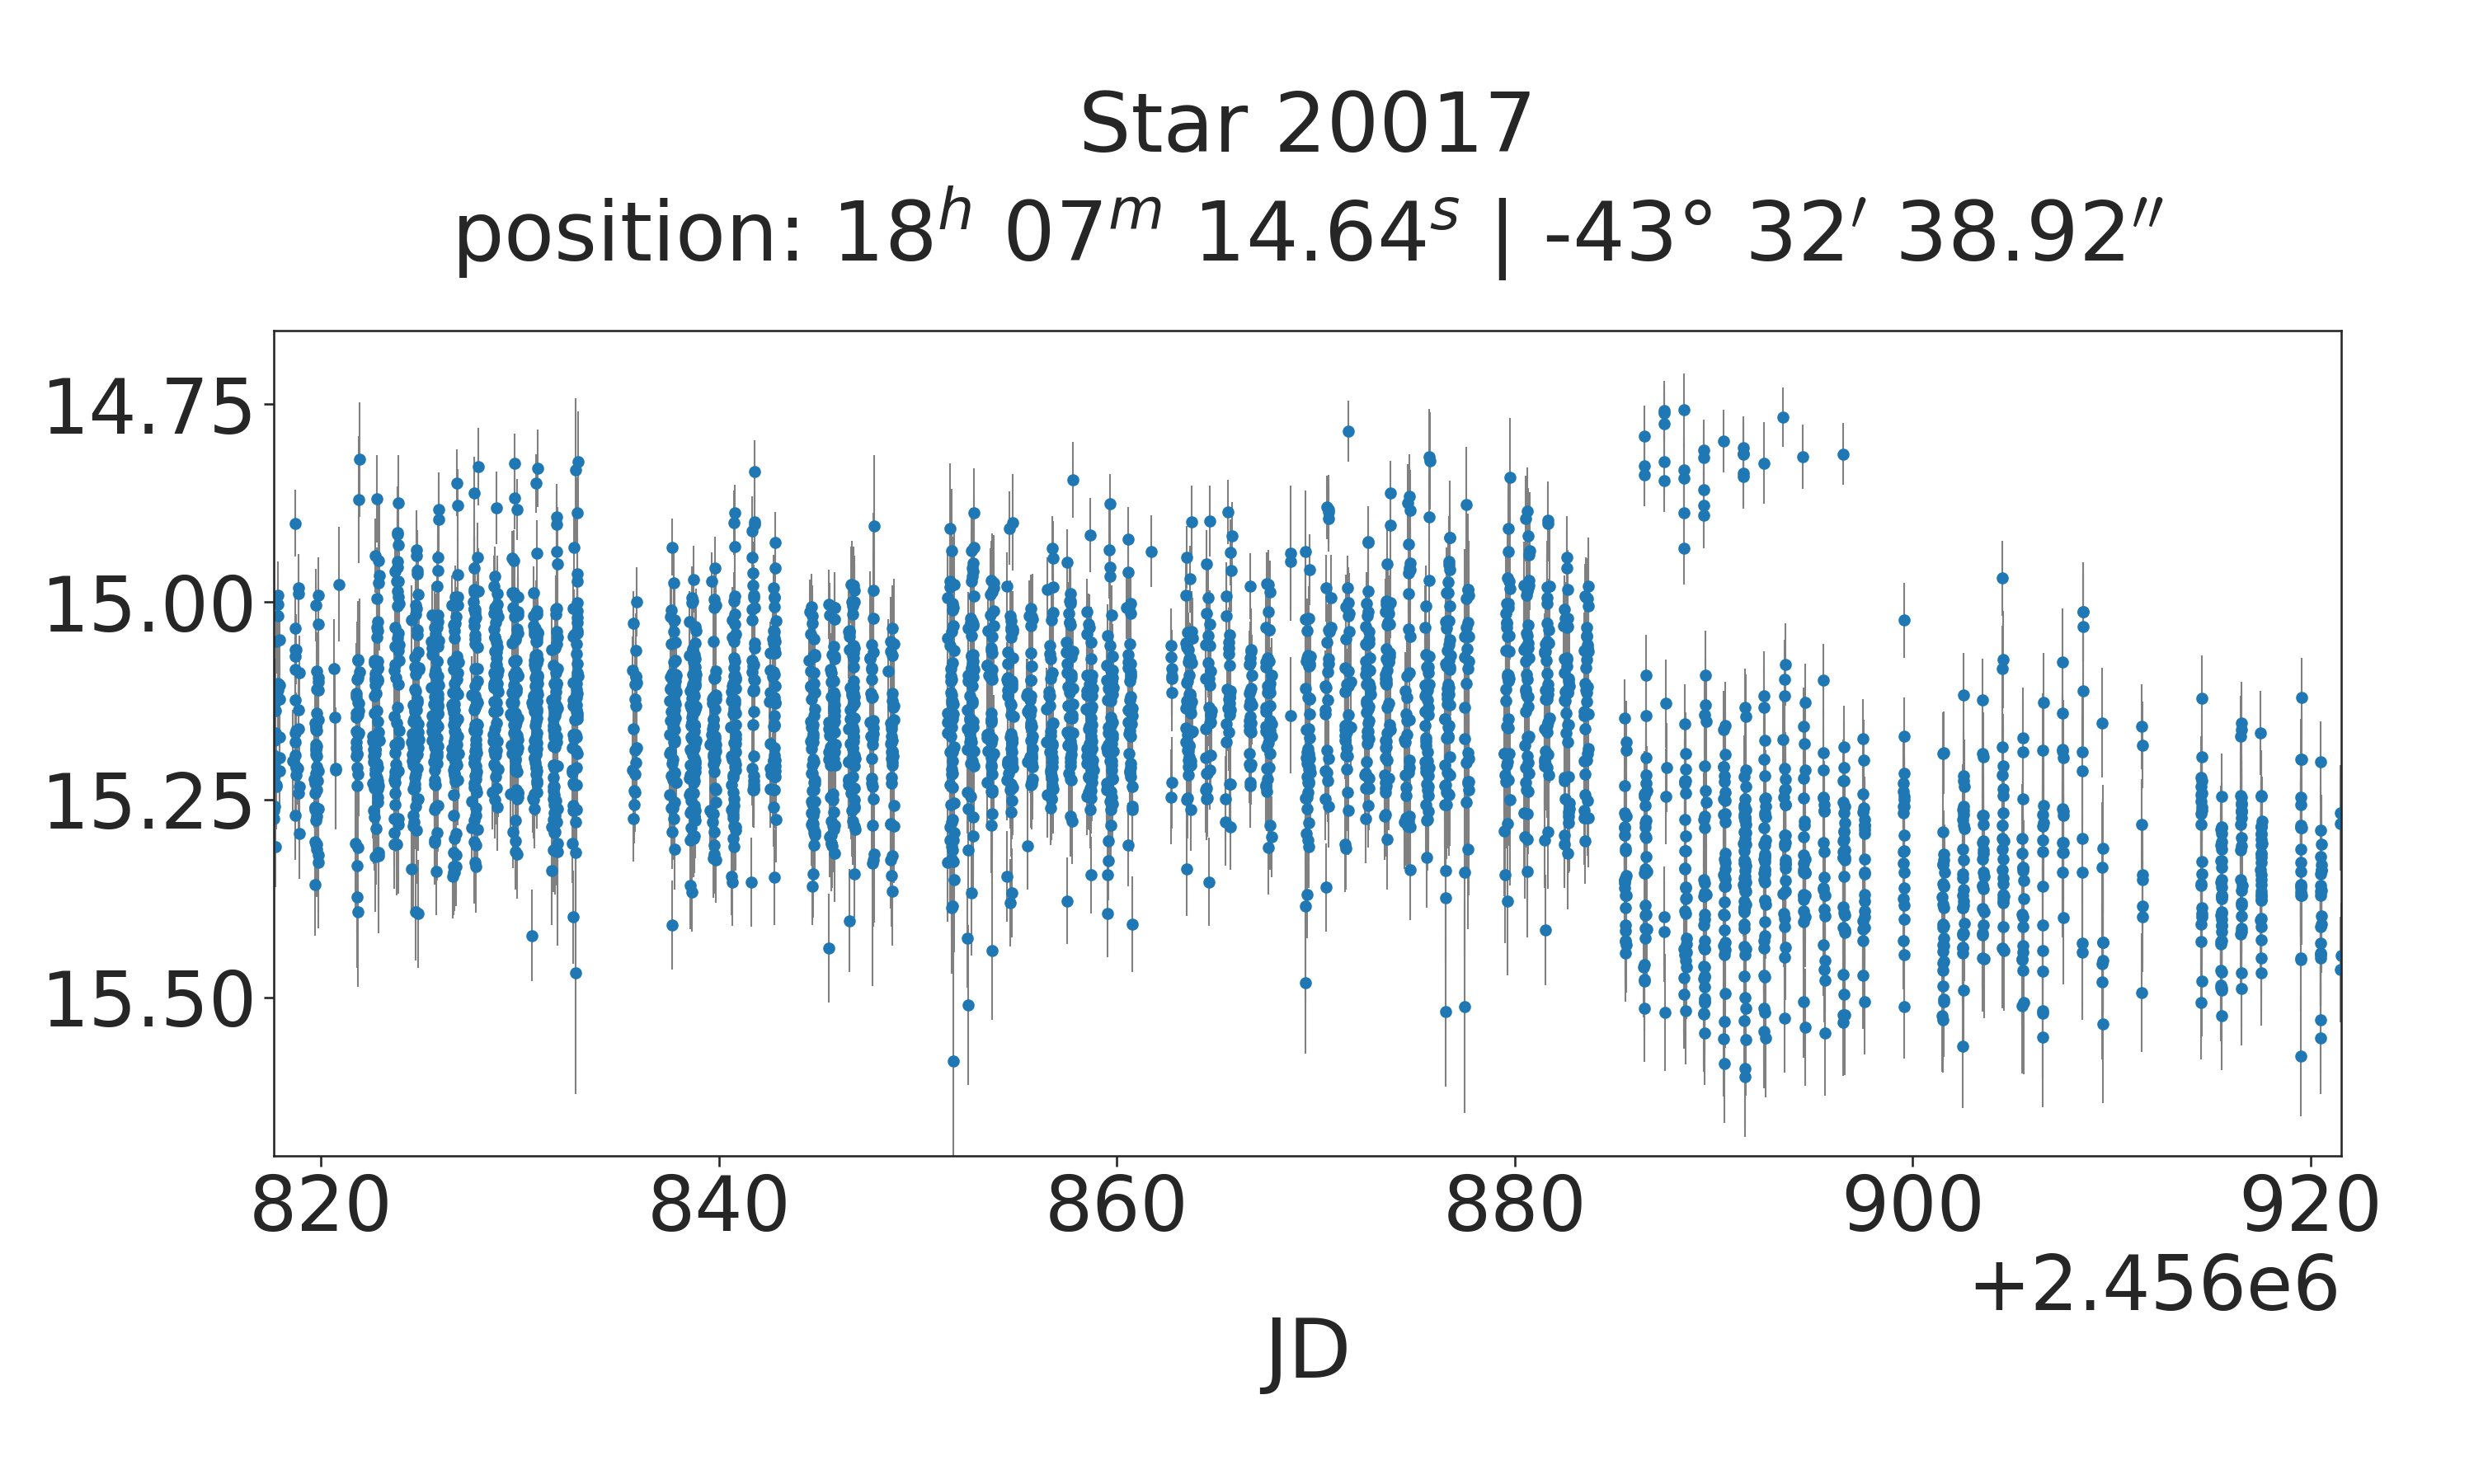 Star 20017
position: 18h 07m 14.64s | -43° 32′ 38.92″
14.75
15.00
15.25
15.50
820 840 860 880 900 920
+2.456e6
JD